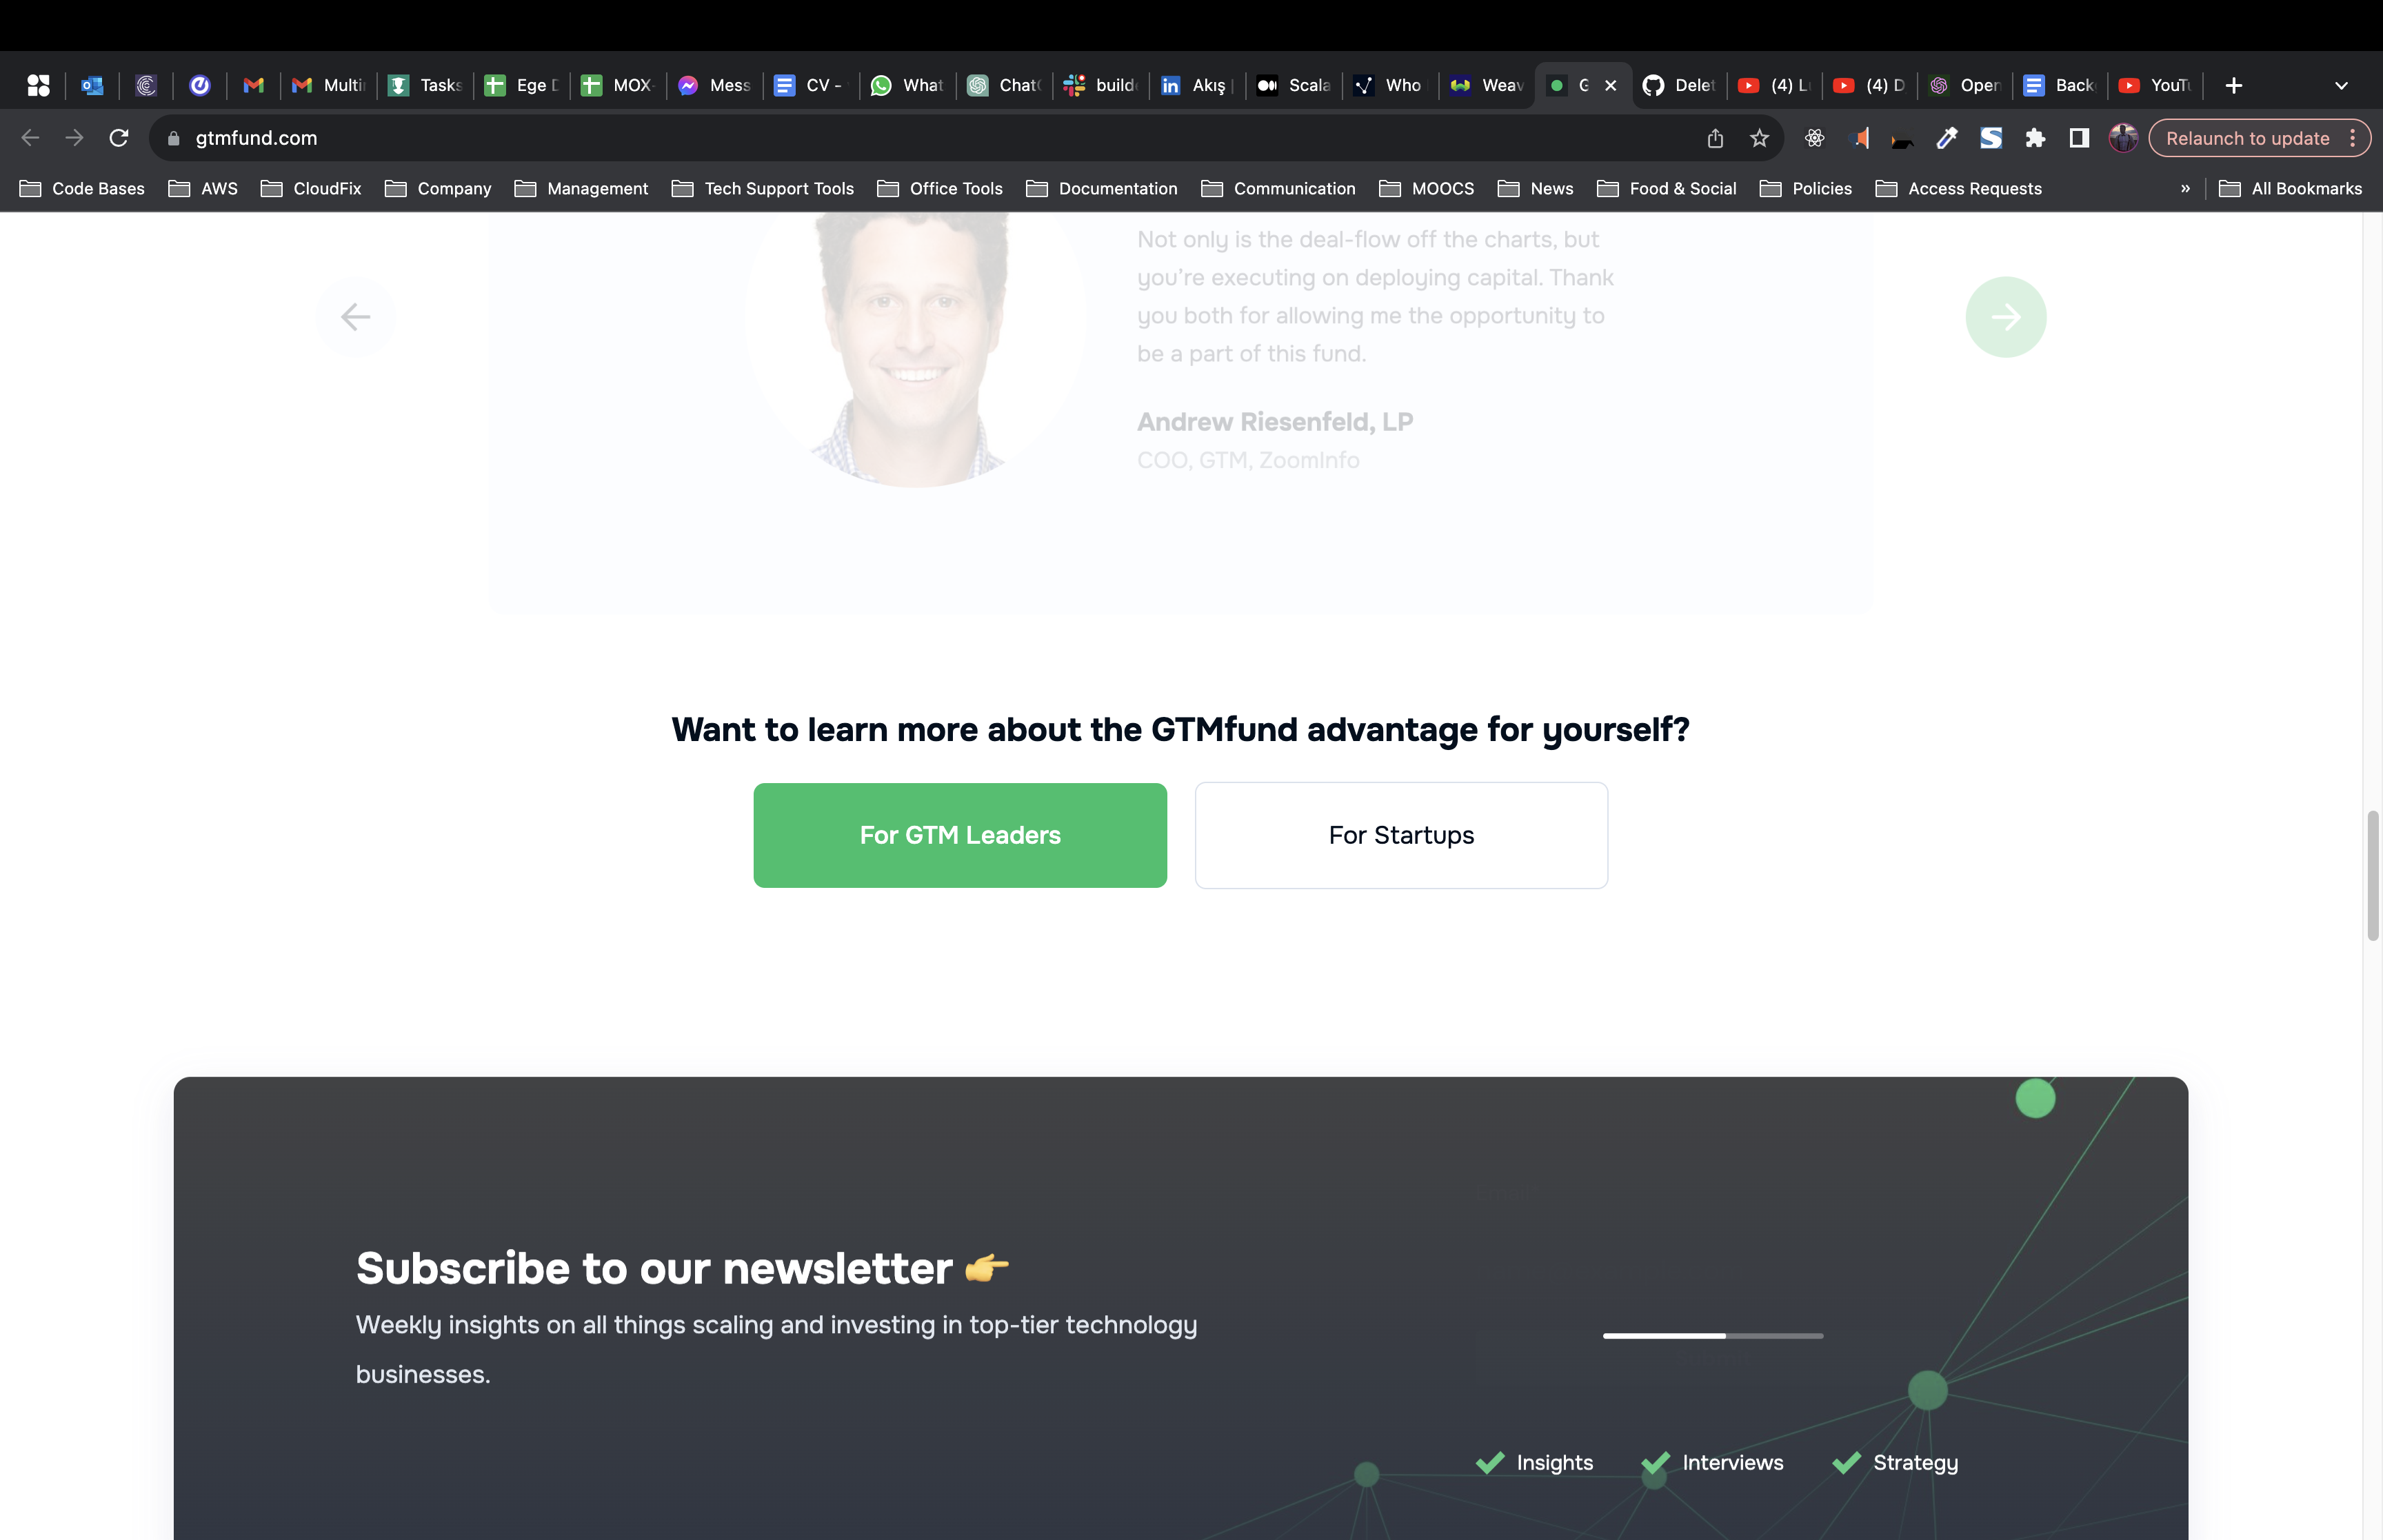 Multi
Tasks
Ege D
MOX-
Mess
CV -
What
Chat
build
Akış
Scala
Who
Weav
G
Delet
(4) L
(4) D
Open
Back
YouTu
gtmfund.com
Relaunch to update
Code Bases
AWS
CloudFix
Company
Management
Tech Support Tools
Office Tools
Documentation
Communication
MOOCS
News
Food & Social
Policies
Access Requests
»
All Bookmarks
Not only is the deal-flow off the charts, but
you’re executing on deploying capital. Thank
you both for allowing me the opportunity to
be a part of this fund.
Andrew Riesenfeld, LP
COO, GTM, ZoomInfo
Want to learn more about the GTMfund advantage for yourself?
For GTM Leaders
For Startups
Subscribe to our newsletter 👉
Weekly insights on all things scaling and investing in top-tier technology
businesses.
Insights
Interviews
Strategy